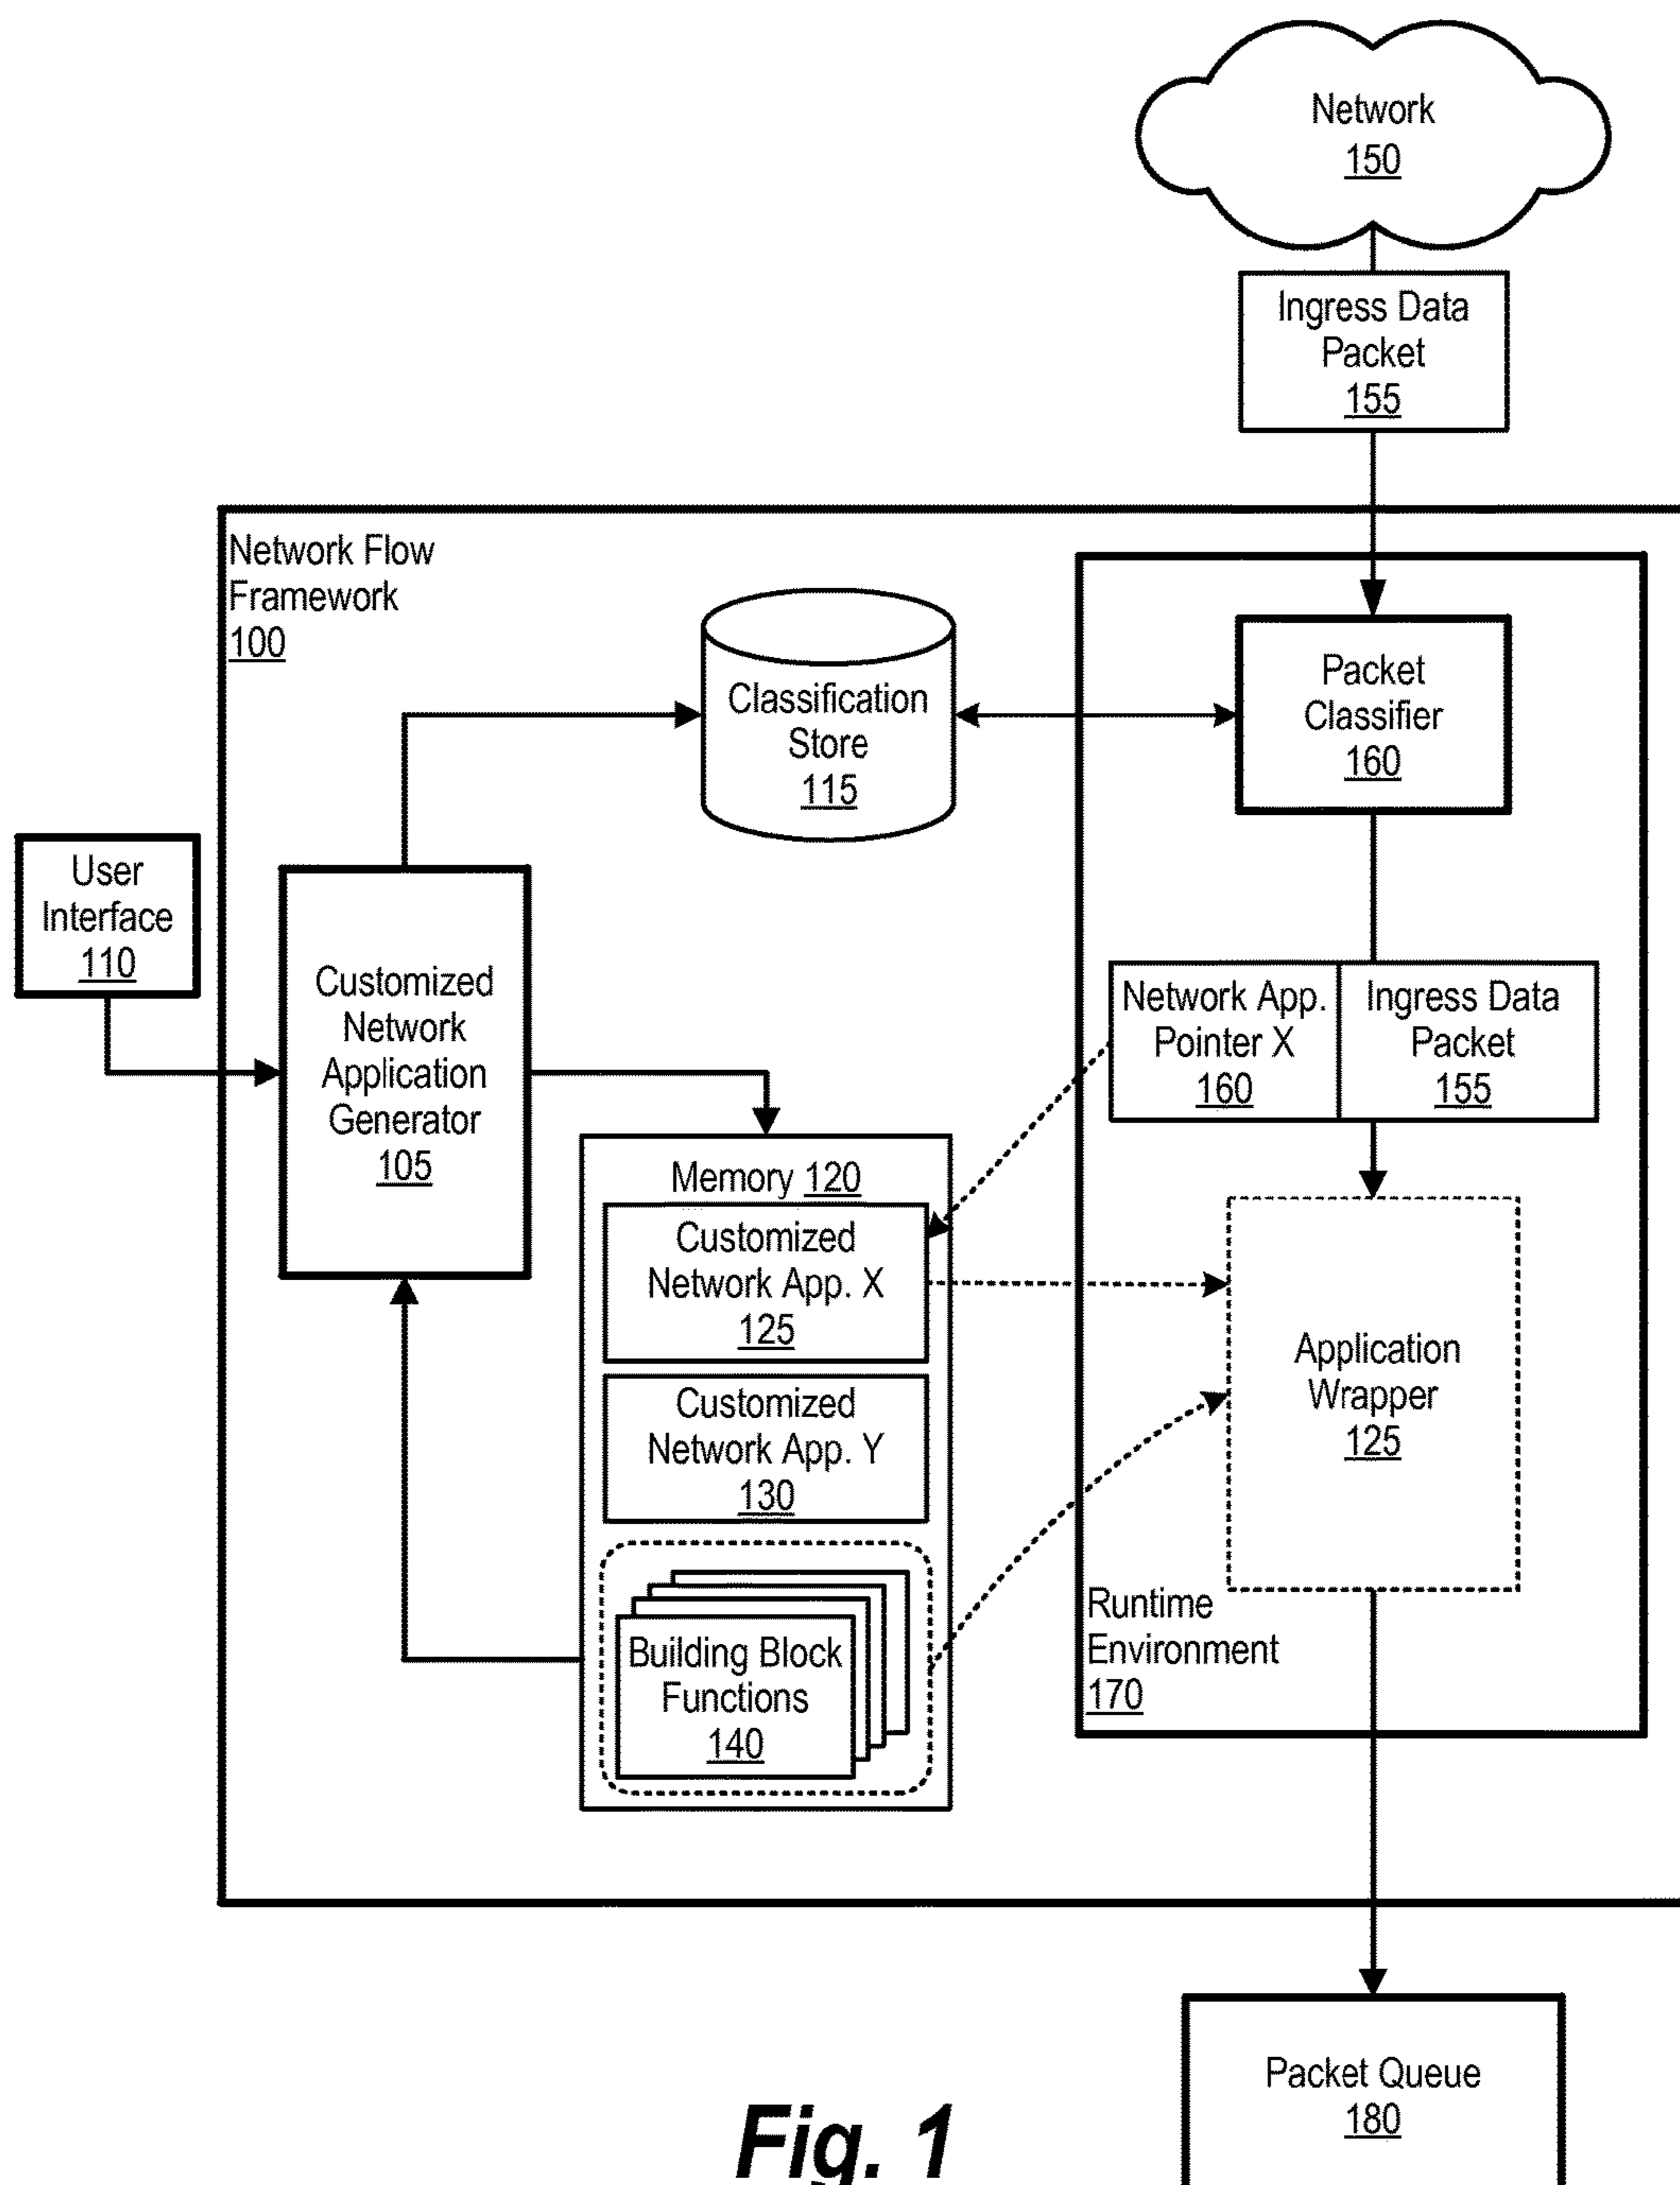 Network
150
Ingress Data
Packet
155
Network Flow
Framework
100
Classification
Store
115
Packet
Classifier
160
User
Interface
110
Customized
Network
Application
Generator
105
Network App.
Pointer X
160
Ingress Data
Packet
155
Memory 120
Customized
Network App. X
125
Customized
Network App. Y
130
Building Block
Functions
140
Application
Wrapper
125
Runtime
Environment
170
Packet Queue
180
Fig. 1